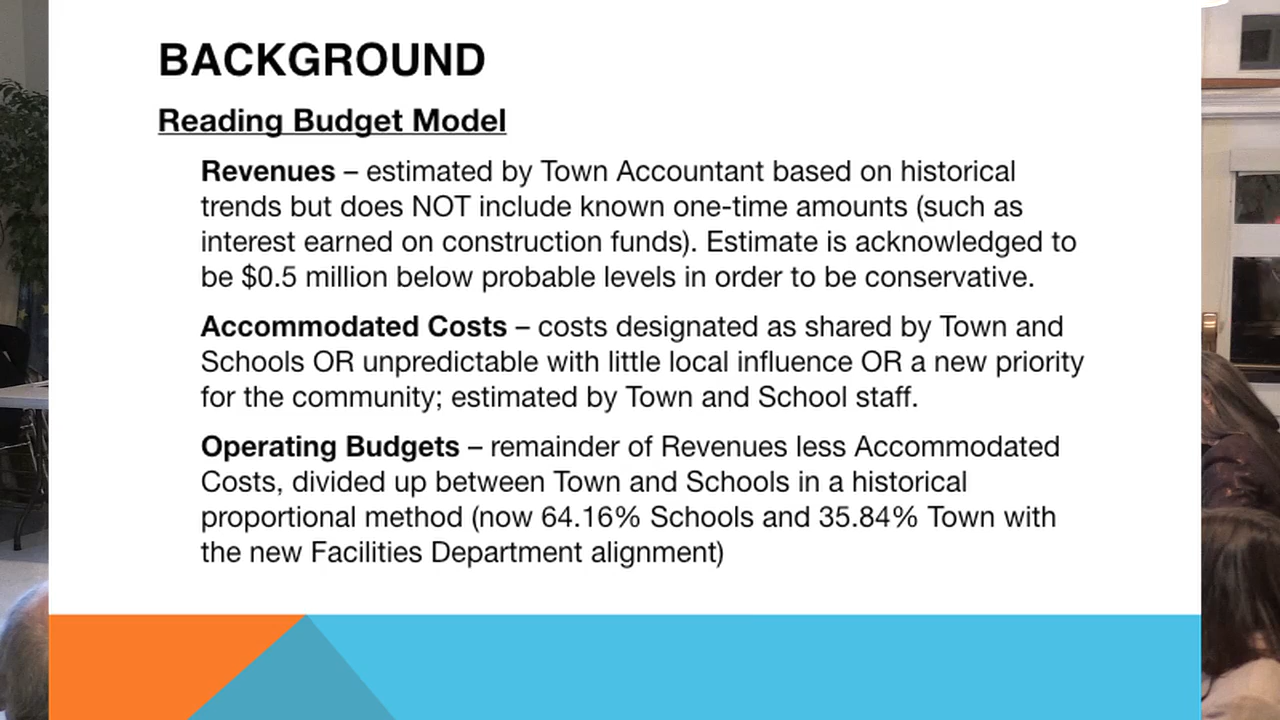 BACKGROUND
Reading Budget Model
Revenues – estimated by Town Accountant based on historical
trends but does NOT include known one-time amounts (such as
interest earned on construction funds). Estimate is acknowledged to
be $0.5 million below probable levels in order to be conservative.
Accommodated Costs – costs designated as shared by Town and
Schools OR unpredictable with little local influence OR a new priority
for the community; estimated by Town and School staff.
Operating Budgets – remainder of Revenues less Accommodated
Costs, divided up between Town and Schools in a historical
proportional method (now 64.16% Schools and 35.84% Town with
the new Facilities Department alignment)